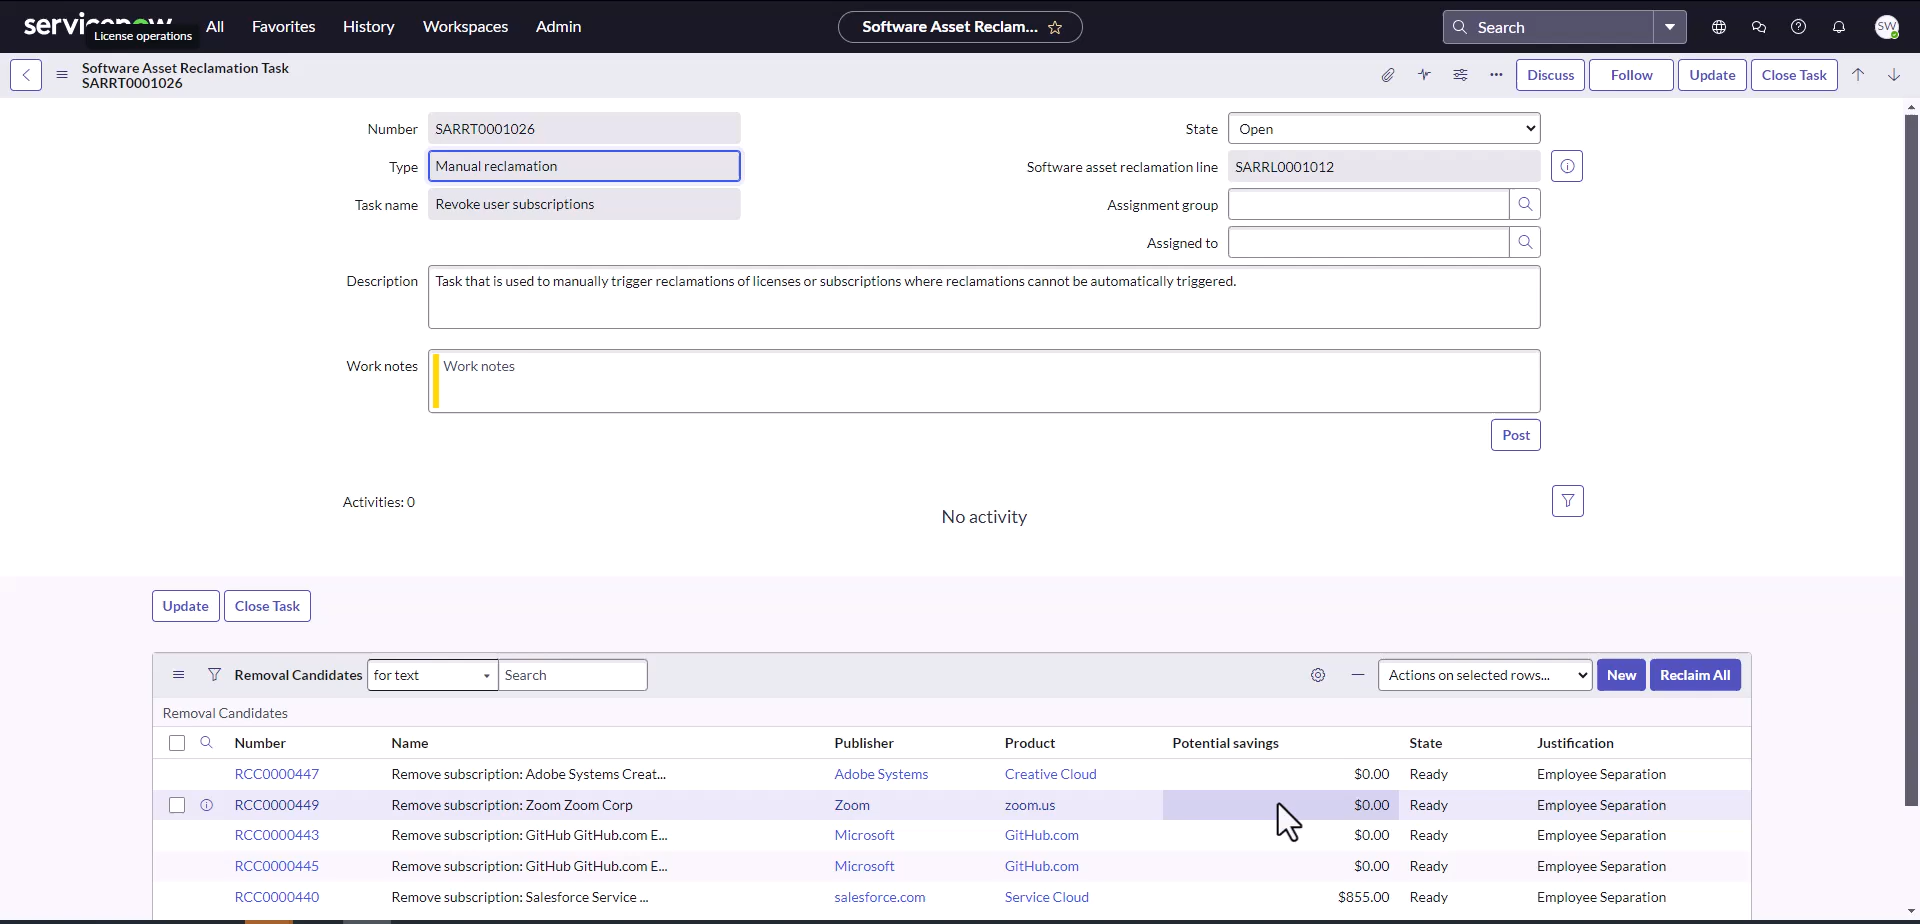 servicenow
License operations
All Favorites History Workspaces Admin
Software Asset Reclam...
Search
SW
Software Asset Reclamation Task
SARRT0001026
Discuss Follow Update Close Task
Number SARRT0001026
State Open
Type Manual reclamation
Software asset reclamation line SARRL0001012
Task name Revoke user subscriptions
Assignment group
Assigned to
Description Task that is used to manually trigger reclamations of licenses or subscriptions where reclamations cannot be automatically triggered.
Work notes Work notes
Post
Activities: 0
No activity
Update Close Task
Removal Candidates for text Search Actions on selected rows... New Reclaim All
Removal Candidates
Number Name Publisher Product Potential savings State Justification
RCC0000447 Remove subscription: Adobe Systems Creat... Adobe Systems Creative Cloud $0.00 Ready Employee Separation
RCC0000449 Remove subscription: Zoom Zoom Corp Zoom zoom.us $0.00 Ready Employee Separation
RCC0000443 Remove subscription: GitHub GitHub.com E... Microsoft GitHub.com $0.00 Ready Employee Separation
RCC0000445 Remove subscription: GitHub GitHub.com E... Microsoft GitHub.com $0.00 Ready Employee Separation
RCC0000440 Remove subscription: Salesforce Service ... salesforce.com Service Cloud $855.00 Ready Employee Separation